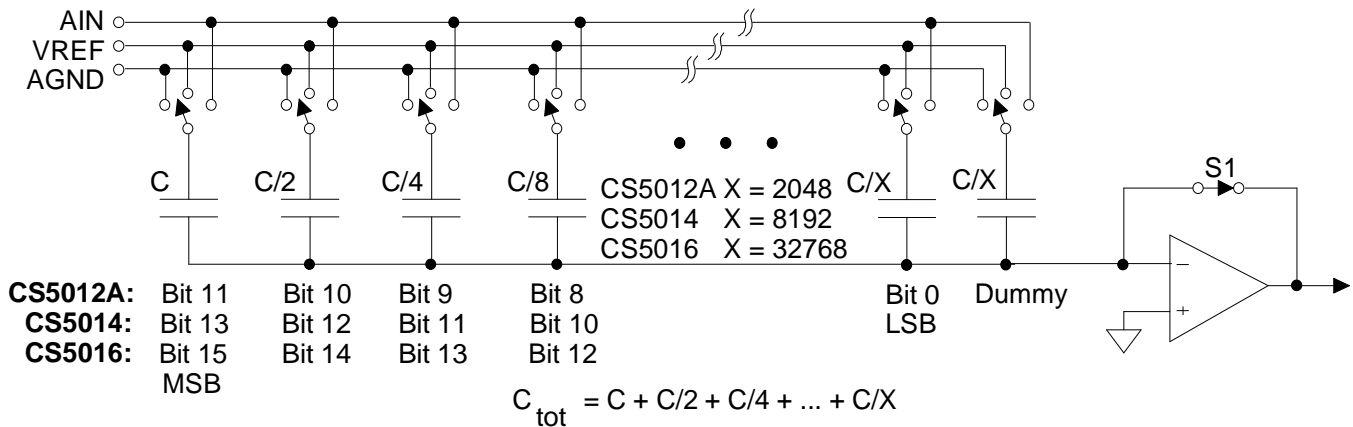 AIN
VREF
AGND
C C/2 C/4 C/8 C/X C/X S1
CS5012A X = 2048
CS5014 X = 8192
CS5016 X = 32768
− +
CS5012A: Bit 11 Bit 10 Bit 9 Bit 8 Bit 0 Dummy
CS5014: Bit 13 Bit 12 Bit 11 Bit 10 LSB
CS5016: Bit 15 Bit 14 Bit 13 Bit 12
MSB
C tot = C + C/2 + C/4 + ... + C/X